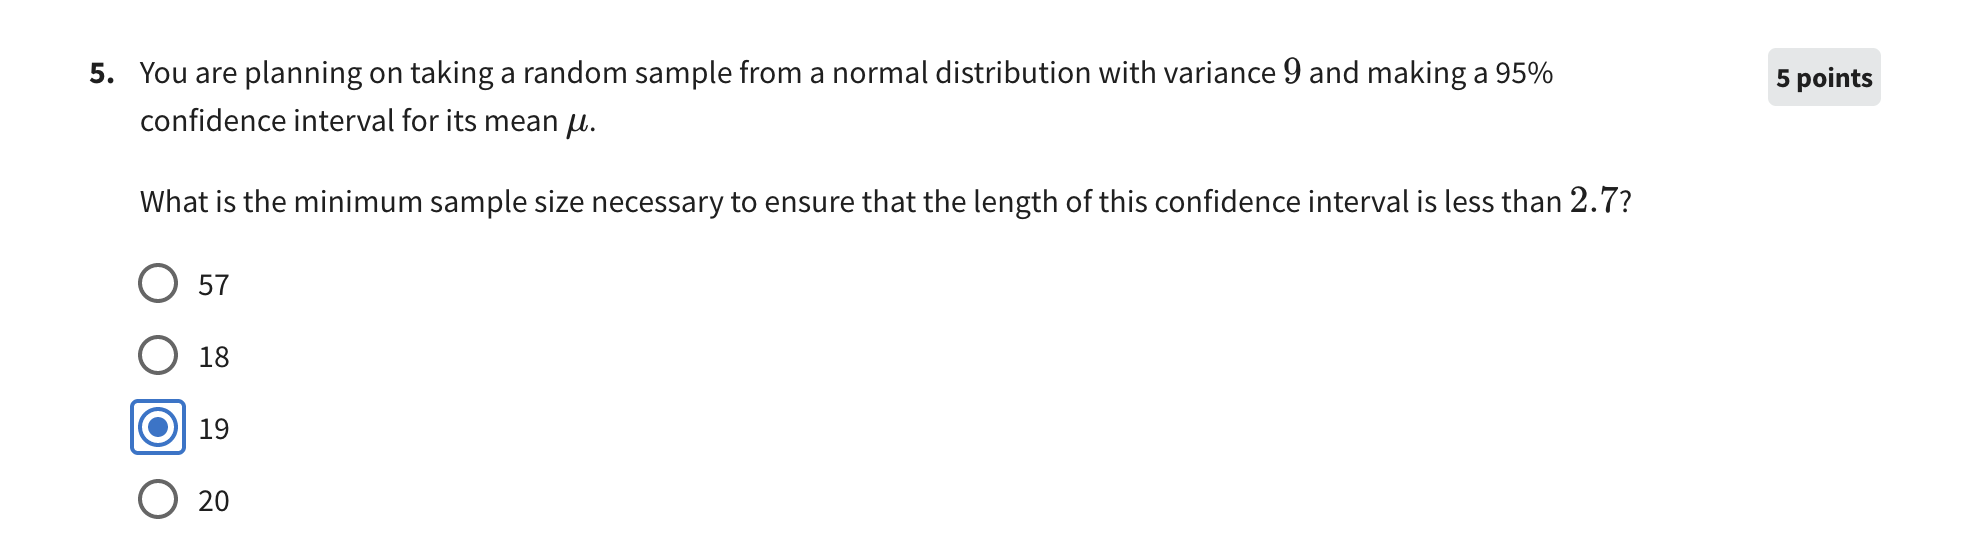 5. You are planning on taking a random sample from a normal distribution with variance 9 and making a 95%
5 points
confidence interval for its mean μ.
What is the minimum sample size necessary to ensure that the length of this confidence interval is less than 2.7?
57
18
19
20